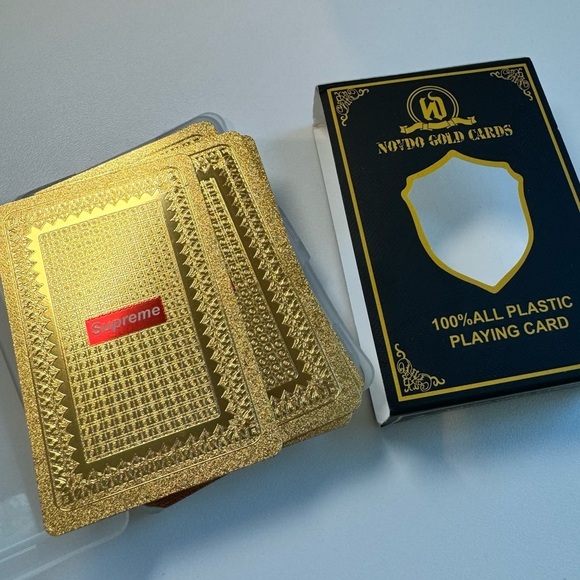 Supreme
NOVDO GOLD CARDS
100%ALL PLASTIC
PLAYING CARD